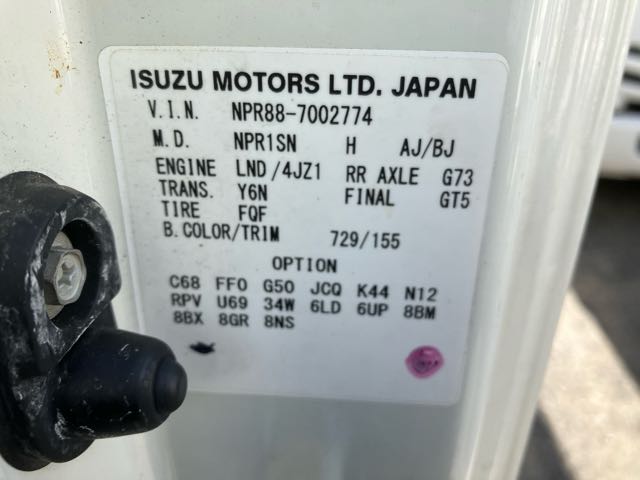 ISUZU MOTORS LTD. JAPAN
V.I.N. NPR88-7002774
M.D. NPR1SN H AJ/BJ
ENGINE LND/4JZ1 RR AXLE G73
TRANS. Y6N FINAL GT5
TIRE FQF
B.COLOR/TRIM 729/155
OPTION
C68 FF0 G50 JCQ K44 N12
RPV U69 34W 6LD 6UP 8BM
8BX 8GR 8NS